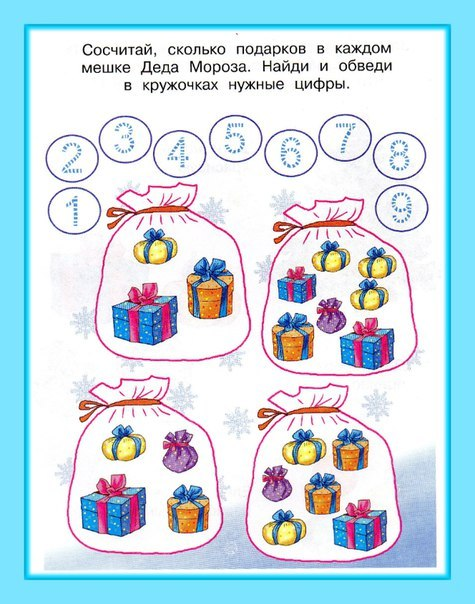 Сосчитай, сколько подарков в каждом
мешке Деда Мороза. Найди и обведи
в кружочках нужные цифры.
1 2 3 4 5 6 7 8 9